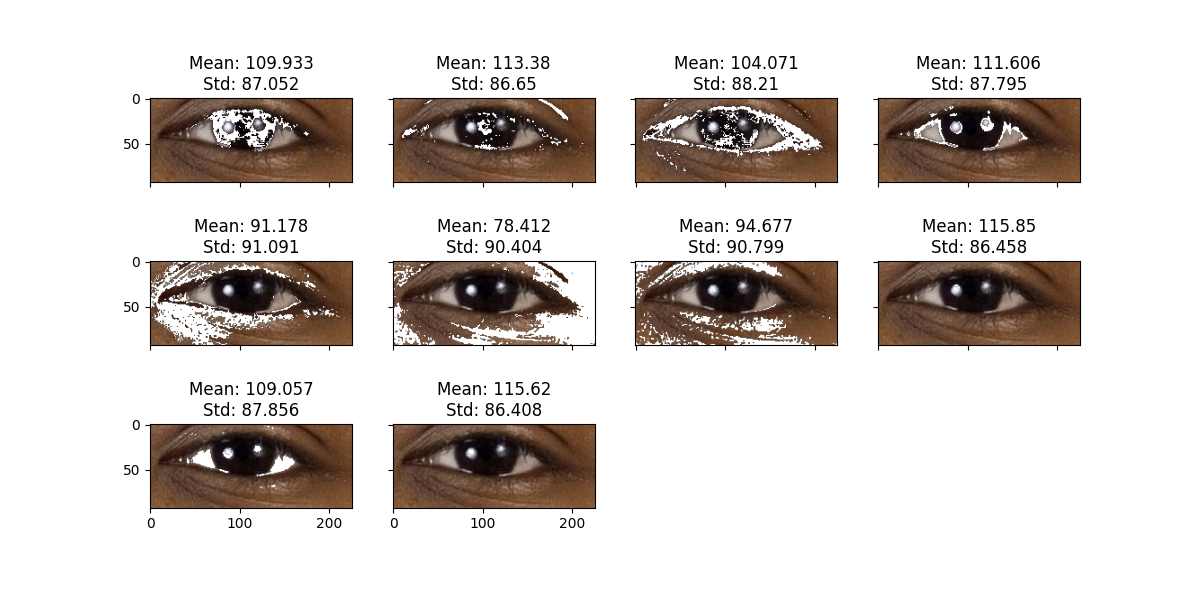 Mean: 109.933
Std: 87.052
Mean: 113.38
Std: 86.65
Mean: 104.071
Std: 88.21
Mean: 111.606
Std: 87.795
0
50
Mean: 91.178
Std: 91.091
Mean: 78.412
Std: 90.404
Mean: 94.677
Std: 90.799
Mean: 115.85
Std: 86.458
0
50
Mean: 109.057
Std: 87.856
Mean: 115.62
Std: 86.408
0
50
0 100 200
0 100 200